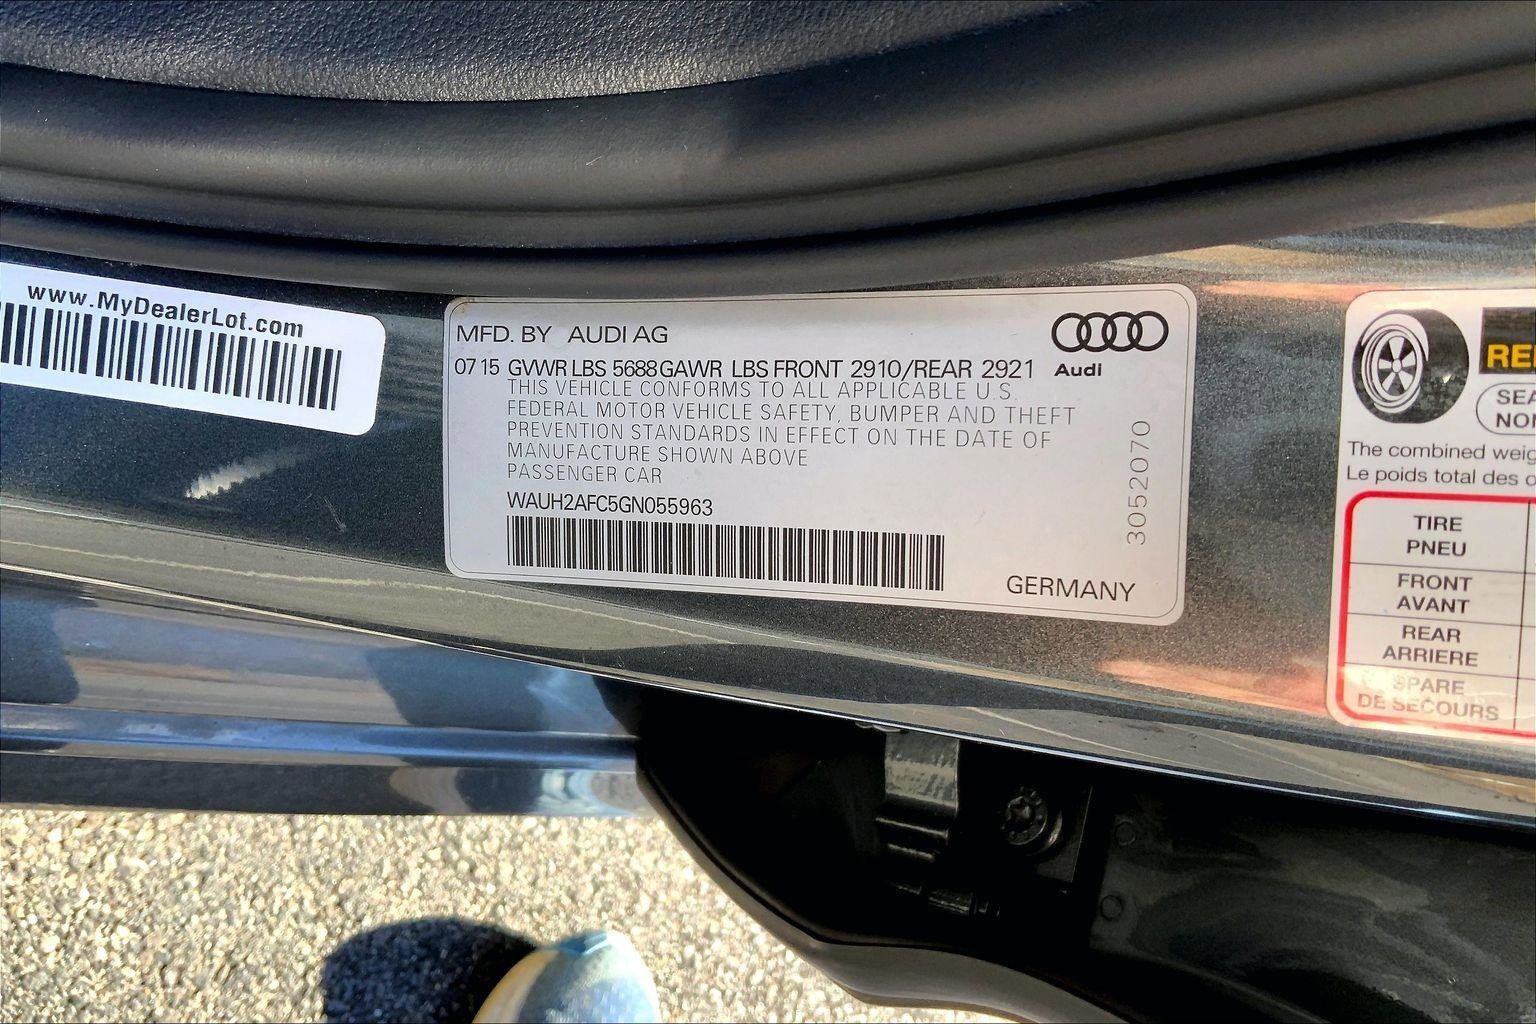 www.MyDealerLot.com
MFD. BY AUDI AG
07 15 GVWR LBS 5688 GAWR LBS FRONT 2910/REAR 2921
Audi
THIS VEHICLE CONFORMS TO ALL APPLICABLE U.S.
FEDERAL MOTOR VEHICLE SAFETY, BUMPER AND THEFT
PREVENTION STANDARDS IN EFFECT ON THE DATE OF
MANUFACTURE SHOWN ABOVE
PASSENGER CAR
WAUH2AFC5GN055963
GERMANY
3052070
The combined
Le poids total des
TIRE
PNEU
FRONT
AVANT
REAR
ARRIERE
SPARE
DE SECOURS